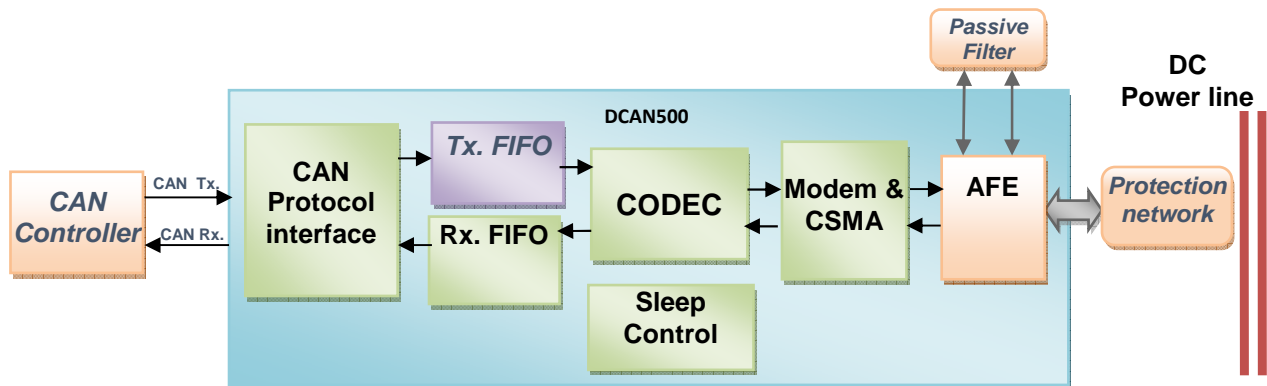 Passive
Filter
DC
Power line
DCAN500
CAN
Controller
CAN Tx.
CAN Rx.
CAN
Protocol
interface
Tx. FIFO
Rx. FIFO
CODEC
Modem &
CSMA
AFE
Protection
network
Sleep
Control